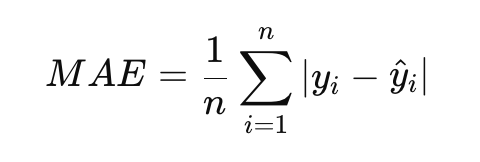 MAE = \frac{1}{n} \sum_{i=1}^{n} |y_i - \hat{y}_i|